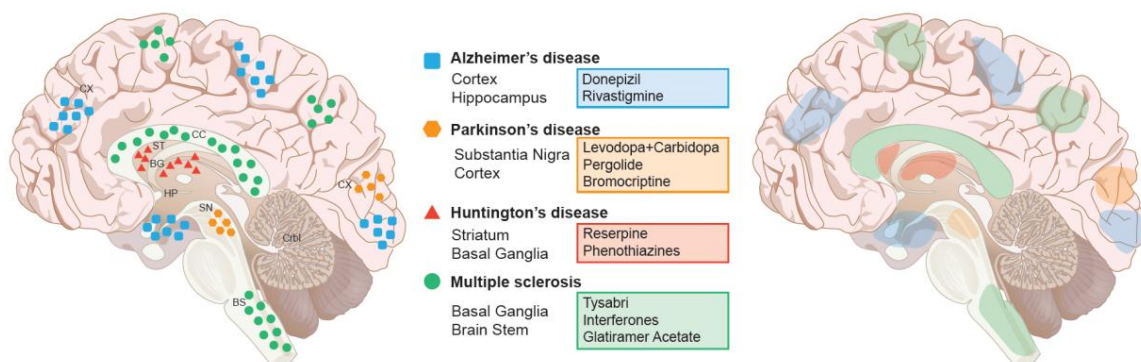 CX
CC
ST
BG
HP
SN
CX
Crbl
BS
Alzheimer's disease
Cortex
Hippocampus
Donepizil
Rivastigmine
Parkinson's disease
Substantia Nigra
Cortex
Levodopa+Carbidopa
Pergolide
Bromocriptine
Huntington's disease
Striatum
Basal Ganglia
Reserpine
Phenothiazines
Multiple sclerosis
Basal Ganglia
Brain Stem
Tysabri
Interferones
Glatiramer Acetate